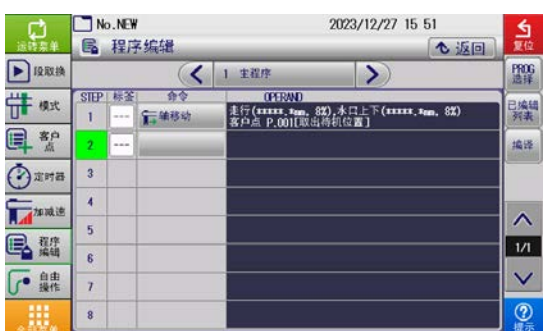 No.NEW 2023/12/27 15 51
运转菜单
程序编辑
返回
复位
段取换
1 主程序
PROG 选择
STEP 标签 命令 OPERAND
模式
1 --- 轴移动 走行(*****.*mm, 8%),水口上下(*****.*mm, 8%)
客户点 P.001[取出待机位置]
已编辑列表
客户点
2 ---
编译
定时器
3
4
加减速
5
程序编辑
6
1/1
自由操作
7
8
提示